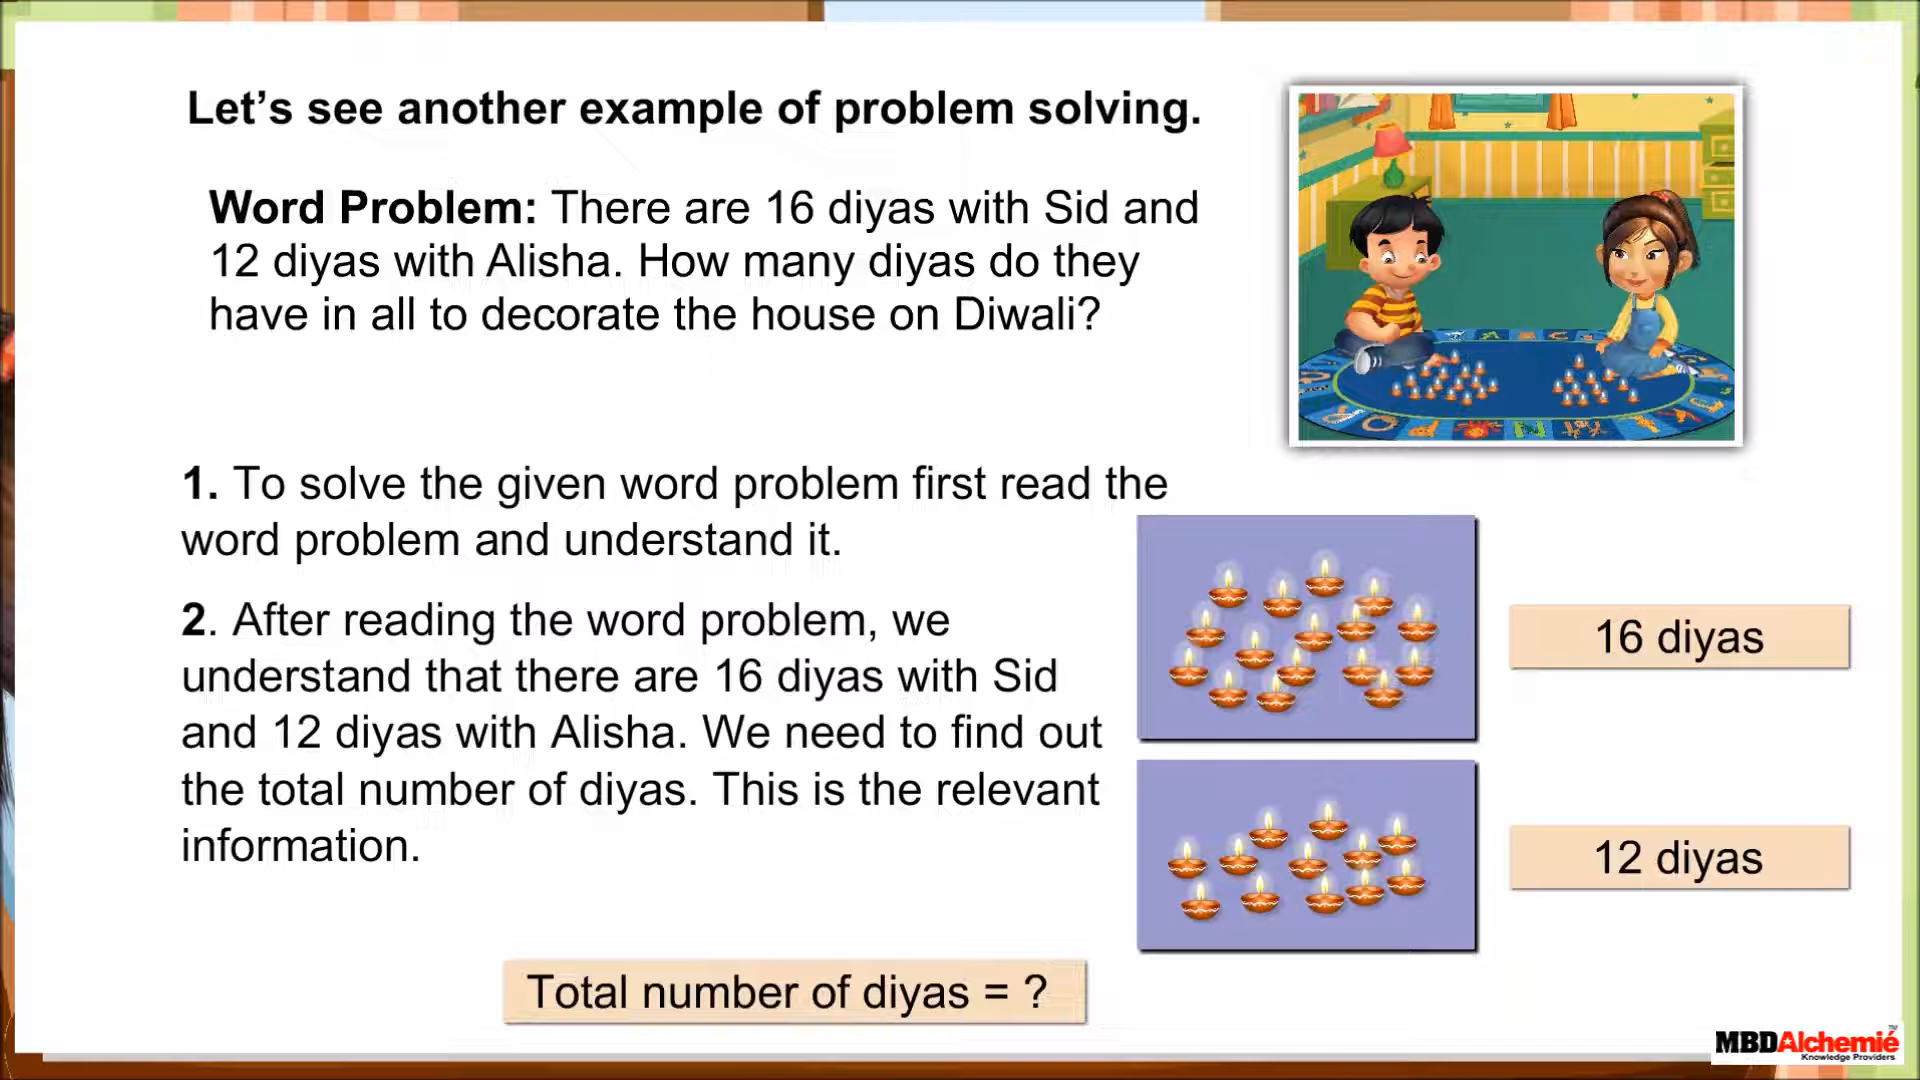 Let’s see another example of problem solving.
Word Problem: There are 16 diyas with Sid and
12 diyas with Alisha. How many diyas do they
have in all to decorate the house on Diwali?
1. To solve the given word problem first read the
word problem and understand it.
2. After reading the word problem, we
understand that there are 16 diyas with Sid
and 12 diyas with Alisha. We need to find out
the total number of diyas. This is the relevant
information.
16 diyas
12 diyas
Total number of diyas = ?
MBDAlchemié™
Knowledge Providers